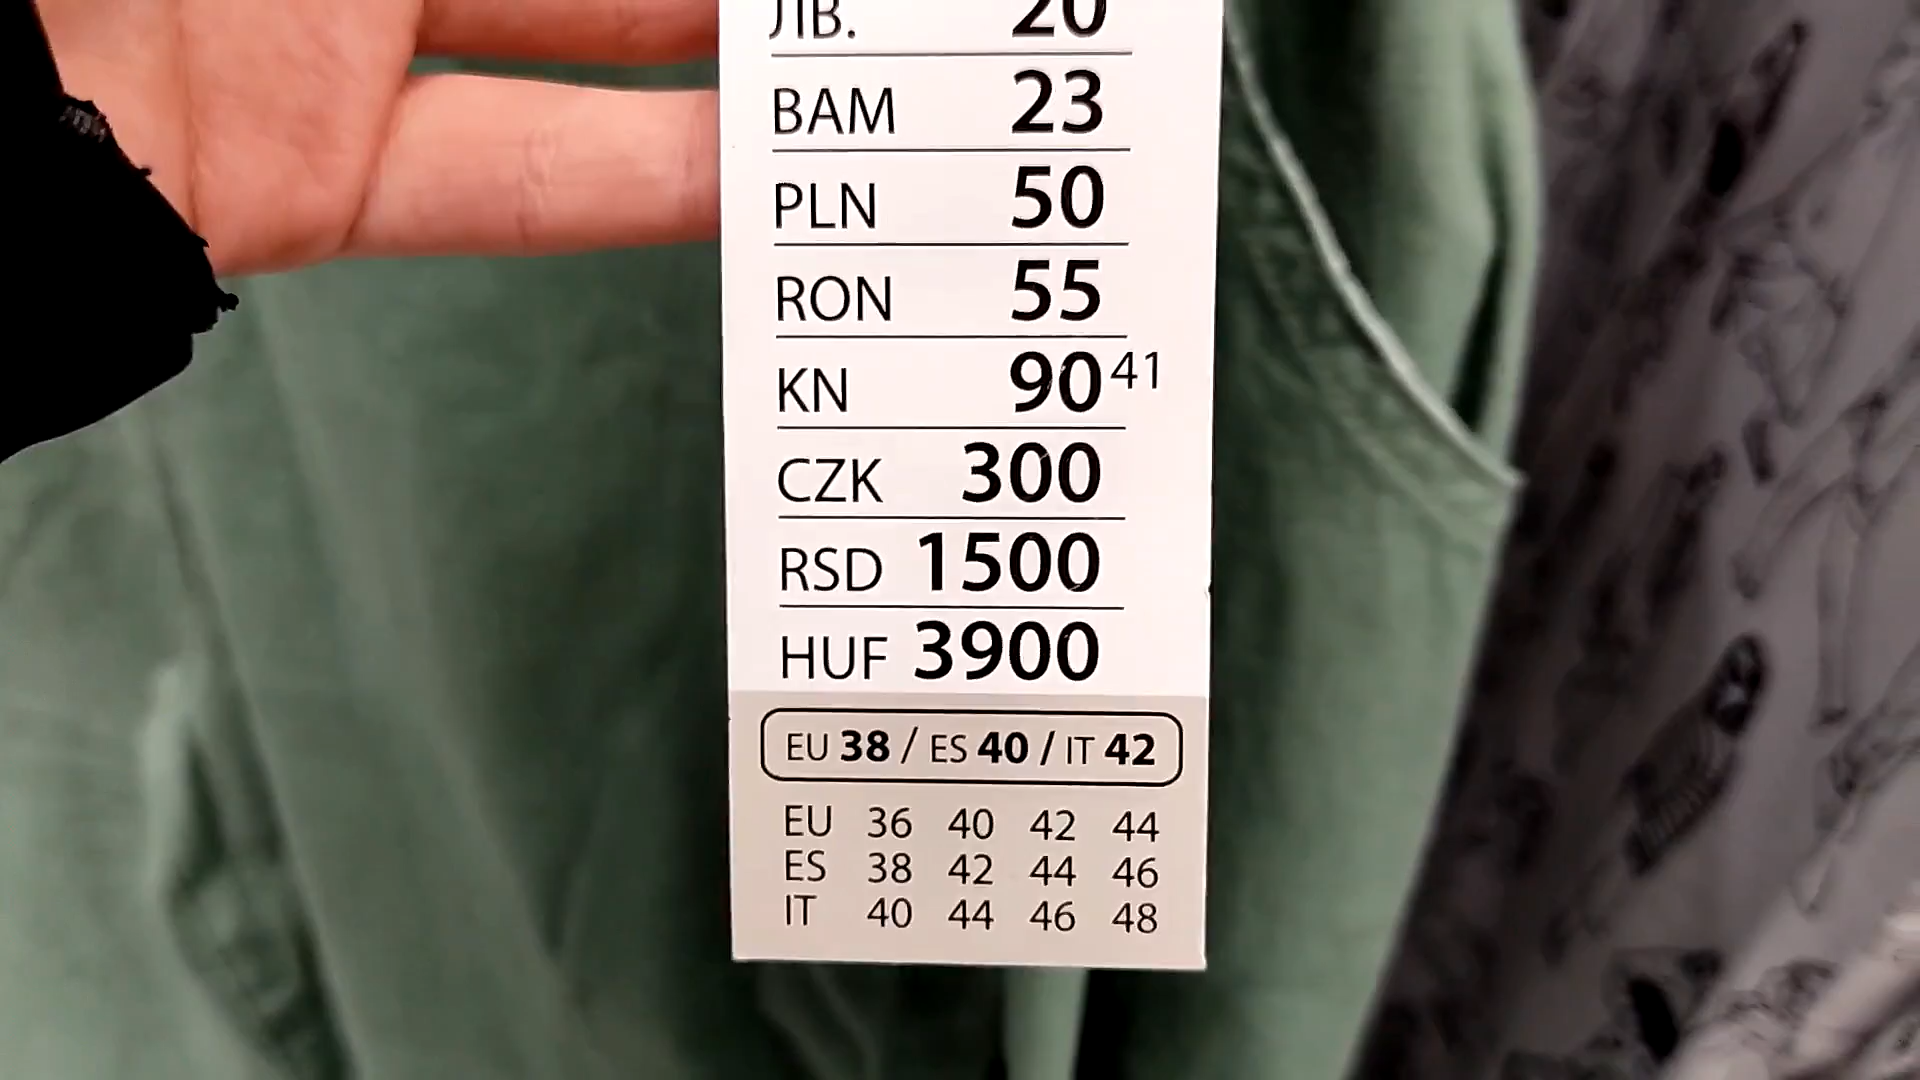 ЛВ. 20
BAM 23
PLN 50
RON 55
KN 90 41
CZK 300
RSD 1500
HUF 3900
EU 38 / ES 40 / IT 42
EU 36 40 42 44
ES 38 42 44 46
IT 40 44 46 48